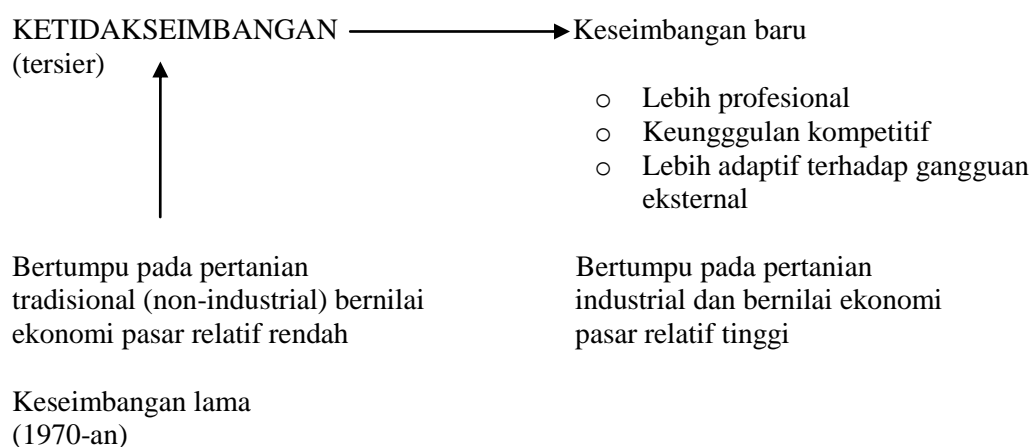 KETIDAKSEIMBANGAN
(tersier)
Keseimbangan baru
o Lebih profesional
o Keungggulan kompetitif
o Lebih adaptif terhadap gangguan
eksternal
Bertumpu pada pertanian
tradisional (non-industrial) bernilai
ekonomi pasar relatif rendah
Bertumpu pada pertanian
industrial dan bernilai ekonomi
pasar relatif tinggi
Keseimbangan lama
(1970-an)